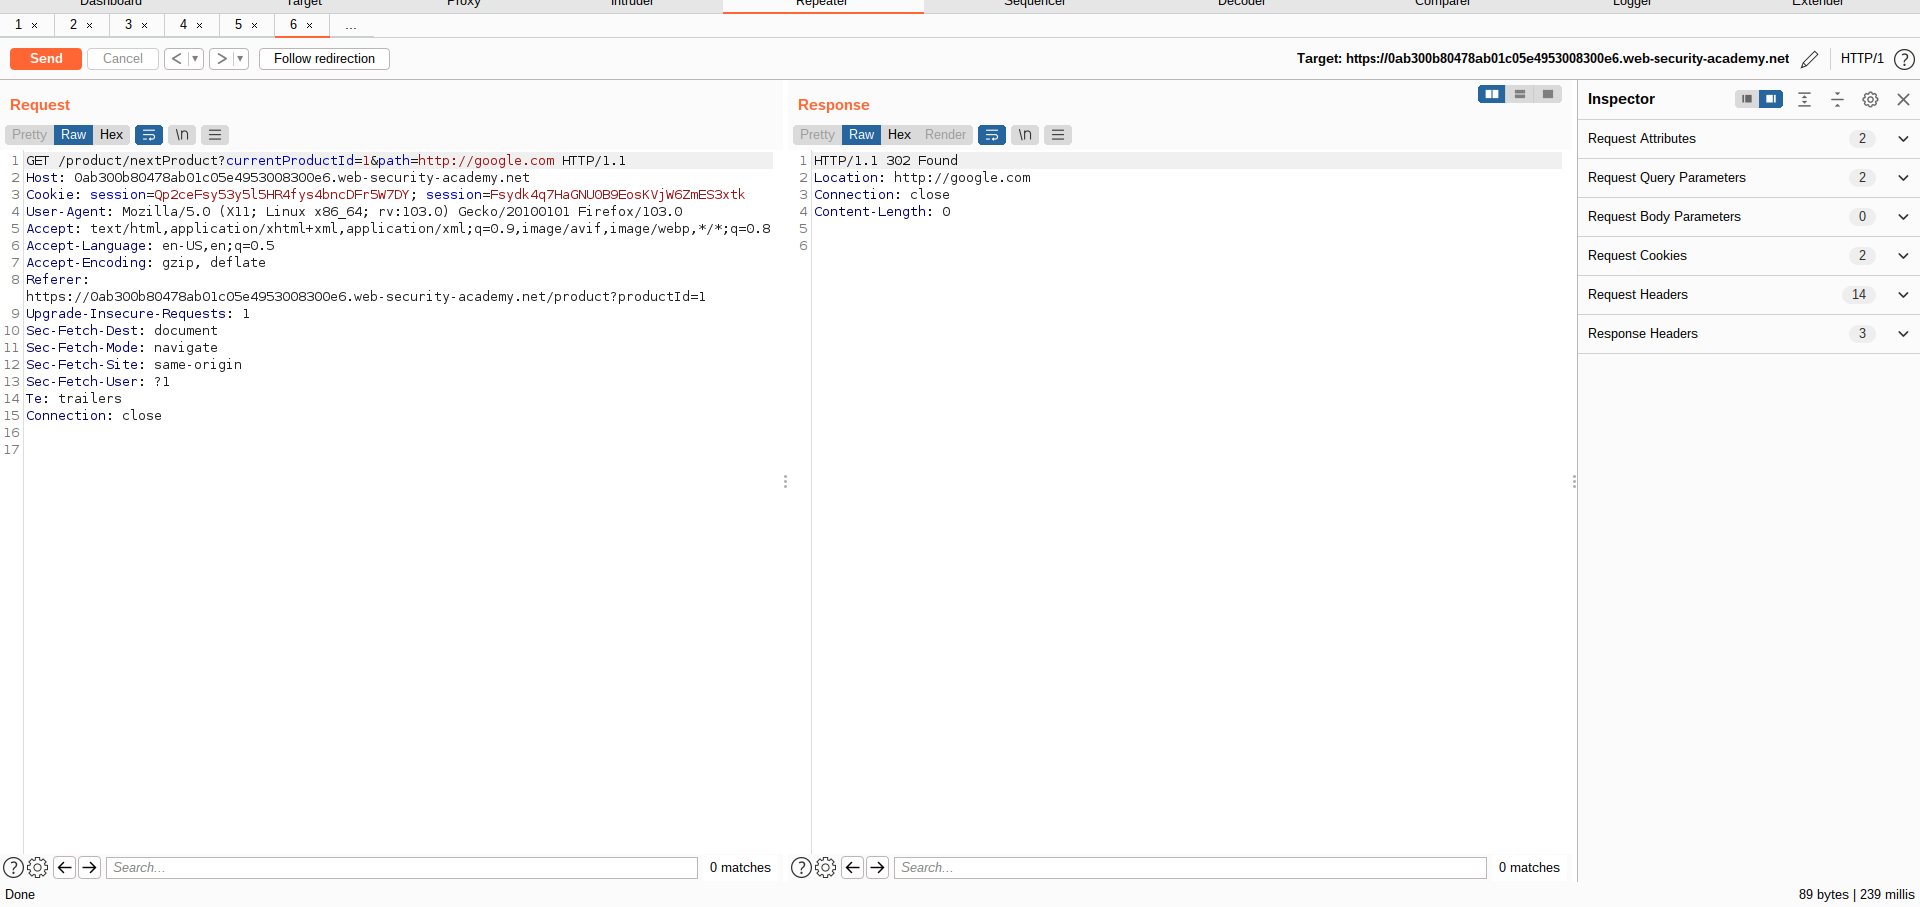 Dashboard Target Proxy Intruder Repeater Sequencer Decoder Comparer Logger Extender
1 × 2 × 3 × 4 × 5 × 6 × ...
Send Cancel < ▾ > ▾ Follow redirection Target: https://0ab300b80478ab01c05e4953008300e6.web-security-academy.net HTTP/1 ?
Request
Pretty Raw Hex \n
1 GET /product/nextProduct?currentProductId=1&path=http://google.com HTTP/1.1
2 Host: 0ab300b80478ab01c05e4953008300e6.web-security-academy.net
3 Cookie: session=Qp2ceFsy53y5l5HR4fys4bncDFr5W7DY; session=Fsydk4q7HaGNU0B9EosKVjW6ZmES3xtk
4 User-Agent: Mozilla/5.0 (X11; Linux x86_64; rv:103.0) Gecko/20100101 Firefox/103.0
5 Accept: text/html,application/xhtml+xml,application/xml;q=0.9,image/avif,image/webp,*/*;q=0.8
6 Accept-Language: en-US,en;q=0.5
7 Accept-Encoding: gzip, deflate
8 Referer:
https://0ab300b80478ab01c05e4953008300e6.web-security-academy.net/product?productId=1
9 Upgrade-Insecure-Requests: 1
10 Sec-Fetch-Dest: document
11 Sec-Fetch-Mode: navigate
12 Sec-Fetch-Site: same-origin
13 Sec-Fetch-User: ?1
14 Te: trailers
15 Connection: close
16
17
? Search... 0 matches
Response
Pretty Raw Hex Render \n
1 HTTP/1.1 302 Found
2 Location: http://google.com
3 Connection: close
4 Content-Length: 0
5
6
? Search... 0 matches
Inspector
Request Attributes 2
Request Query Parameters 2
Request Body Parameters 0
Request Cookies 2
Request Headers 14
Response Headers 3
Done 89 bytes | 239 millis